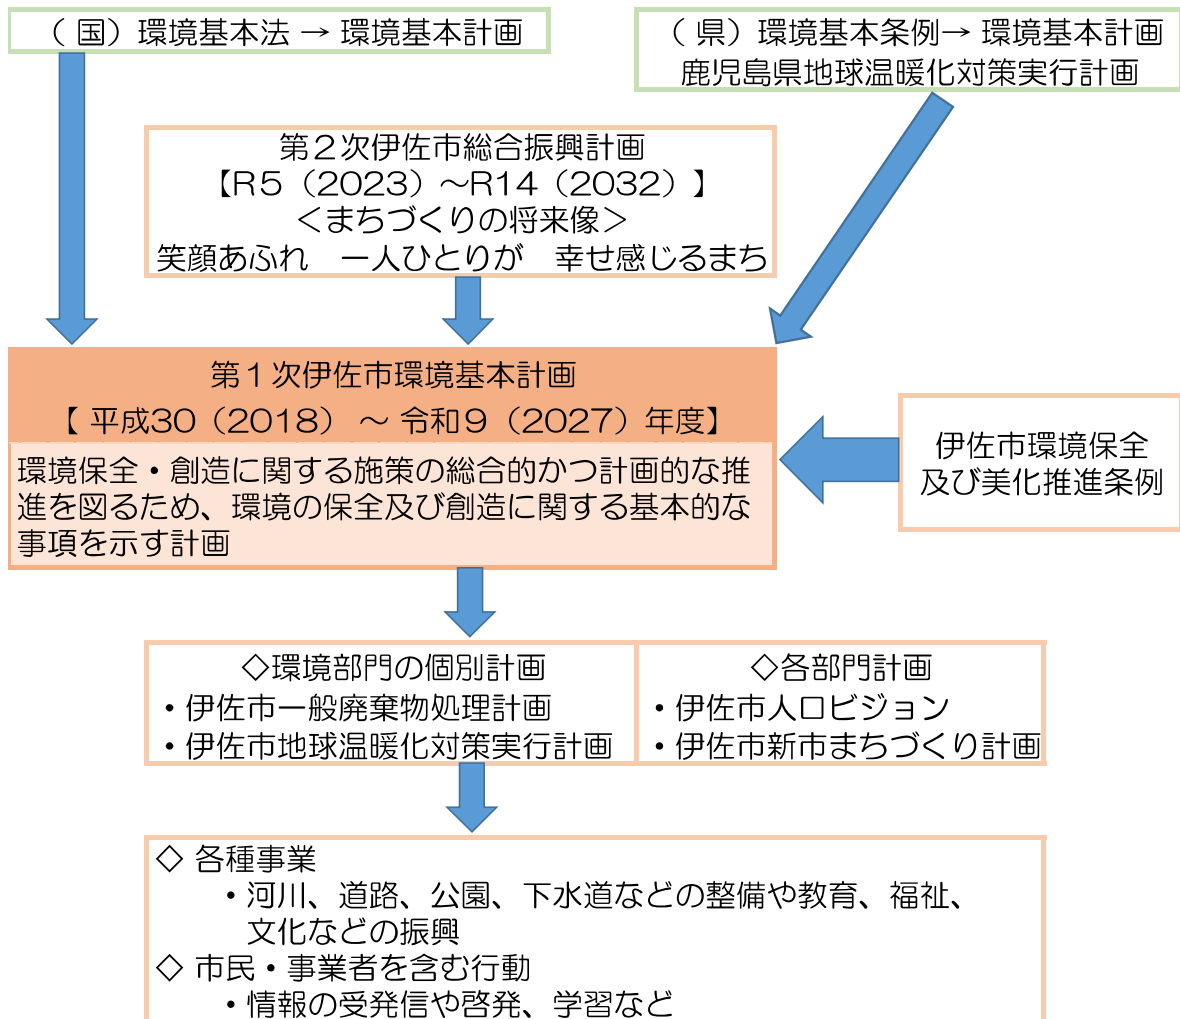 （ 国）環境基本法 → 環境基本計画
（ 県）環境基本条例→ 環境基本計画
鹿児島県地球温暖化対策実行計画
第２次伊佐市総合振興計画
【R５（2023）～R14（2032）】
＜まちづくりの将来像＞
笑顔あふれ　一人ひとりが　幸せ感じるまち
第１次伊佐市環境基本計画
【 平成30（2018） ～ 令和９（2027）年度】
環境保全・創造に関する施策の総合的かつ計画的な推
進を図るため、環境の保全及び創造に関する基本的な
事項を示す計画
伊佐市環境保全
及び美化推進条例
◇環境部門の個別計画
・伊佐市一般廃棄物処理計画
・伊佐市地球温暖化対策実行計画
◇各部門計画
・伊佐市人口ビジョン
・伊佐市新市まちづくり計画
◇ 各種事業
・河川、道路、公園、下水道などの整備や教育、福祉、
文化などの振興
◇ 市民・事業者を含む行動
・情報の受発信や啓発、学習など